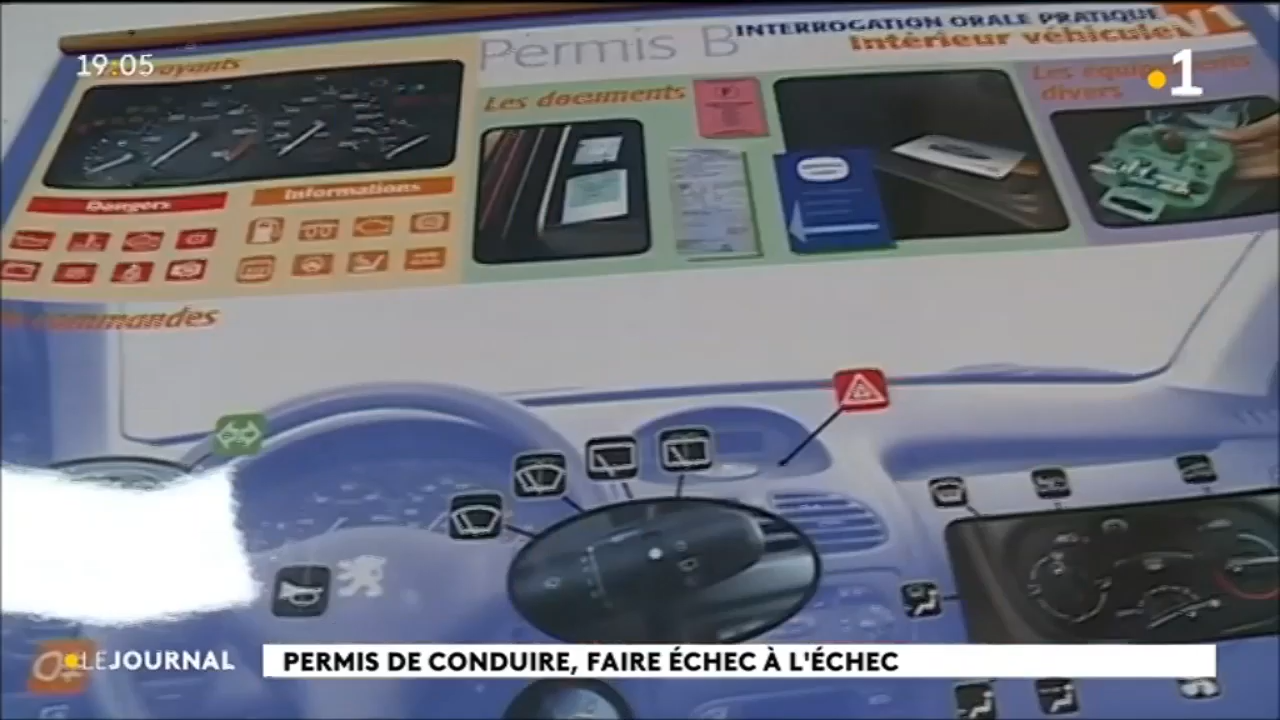 19:05
Permis B
INTERROGATION ORALE PRATIQUE
Intérieur véhicule
V1
1
Les documents
Les équipements
divers
Dangers
Informations
commandes
LEJOURNAL
PERMIS DE CONDUIRE, FAIRE ÉCHEC À L'ÉCHEC